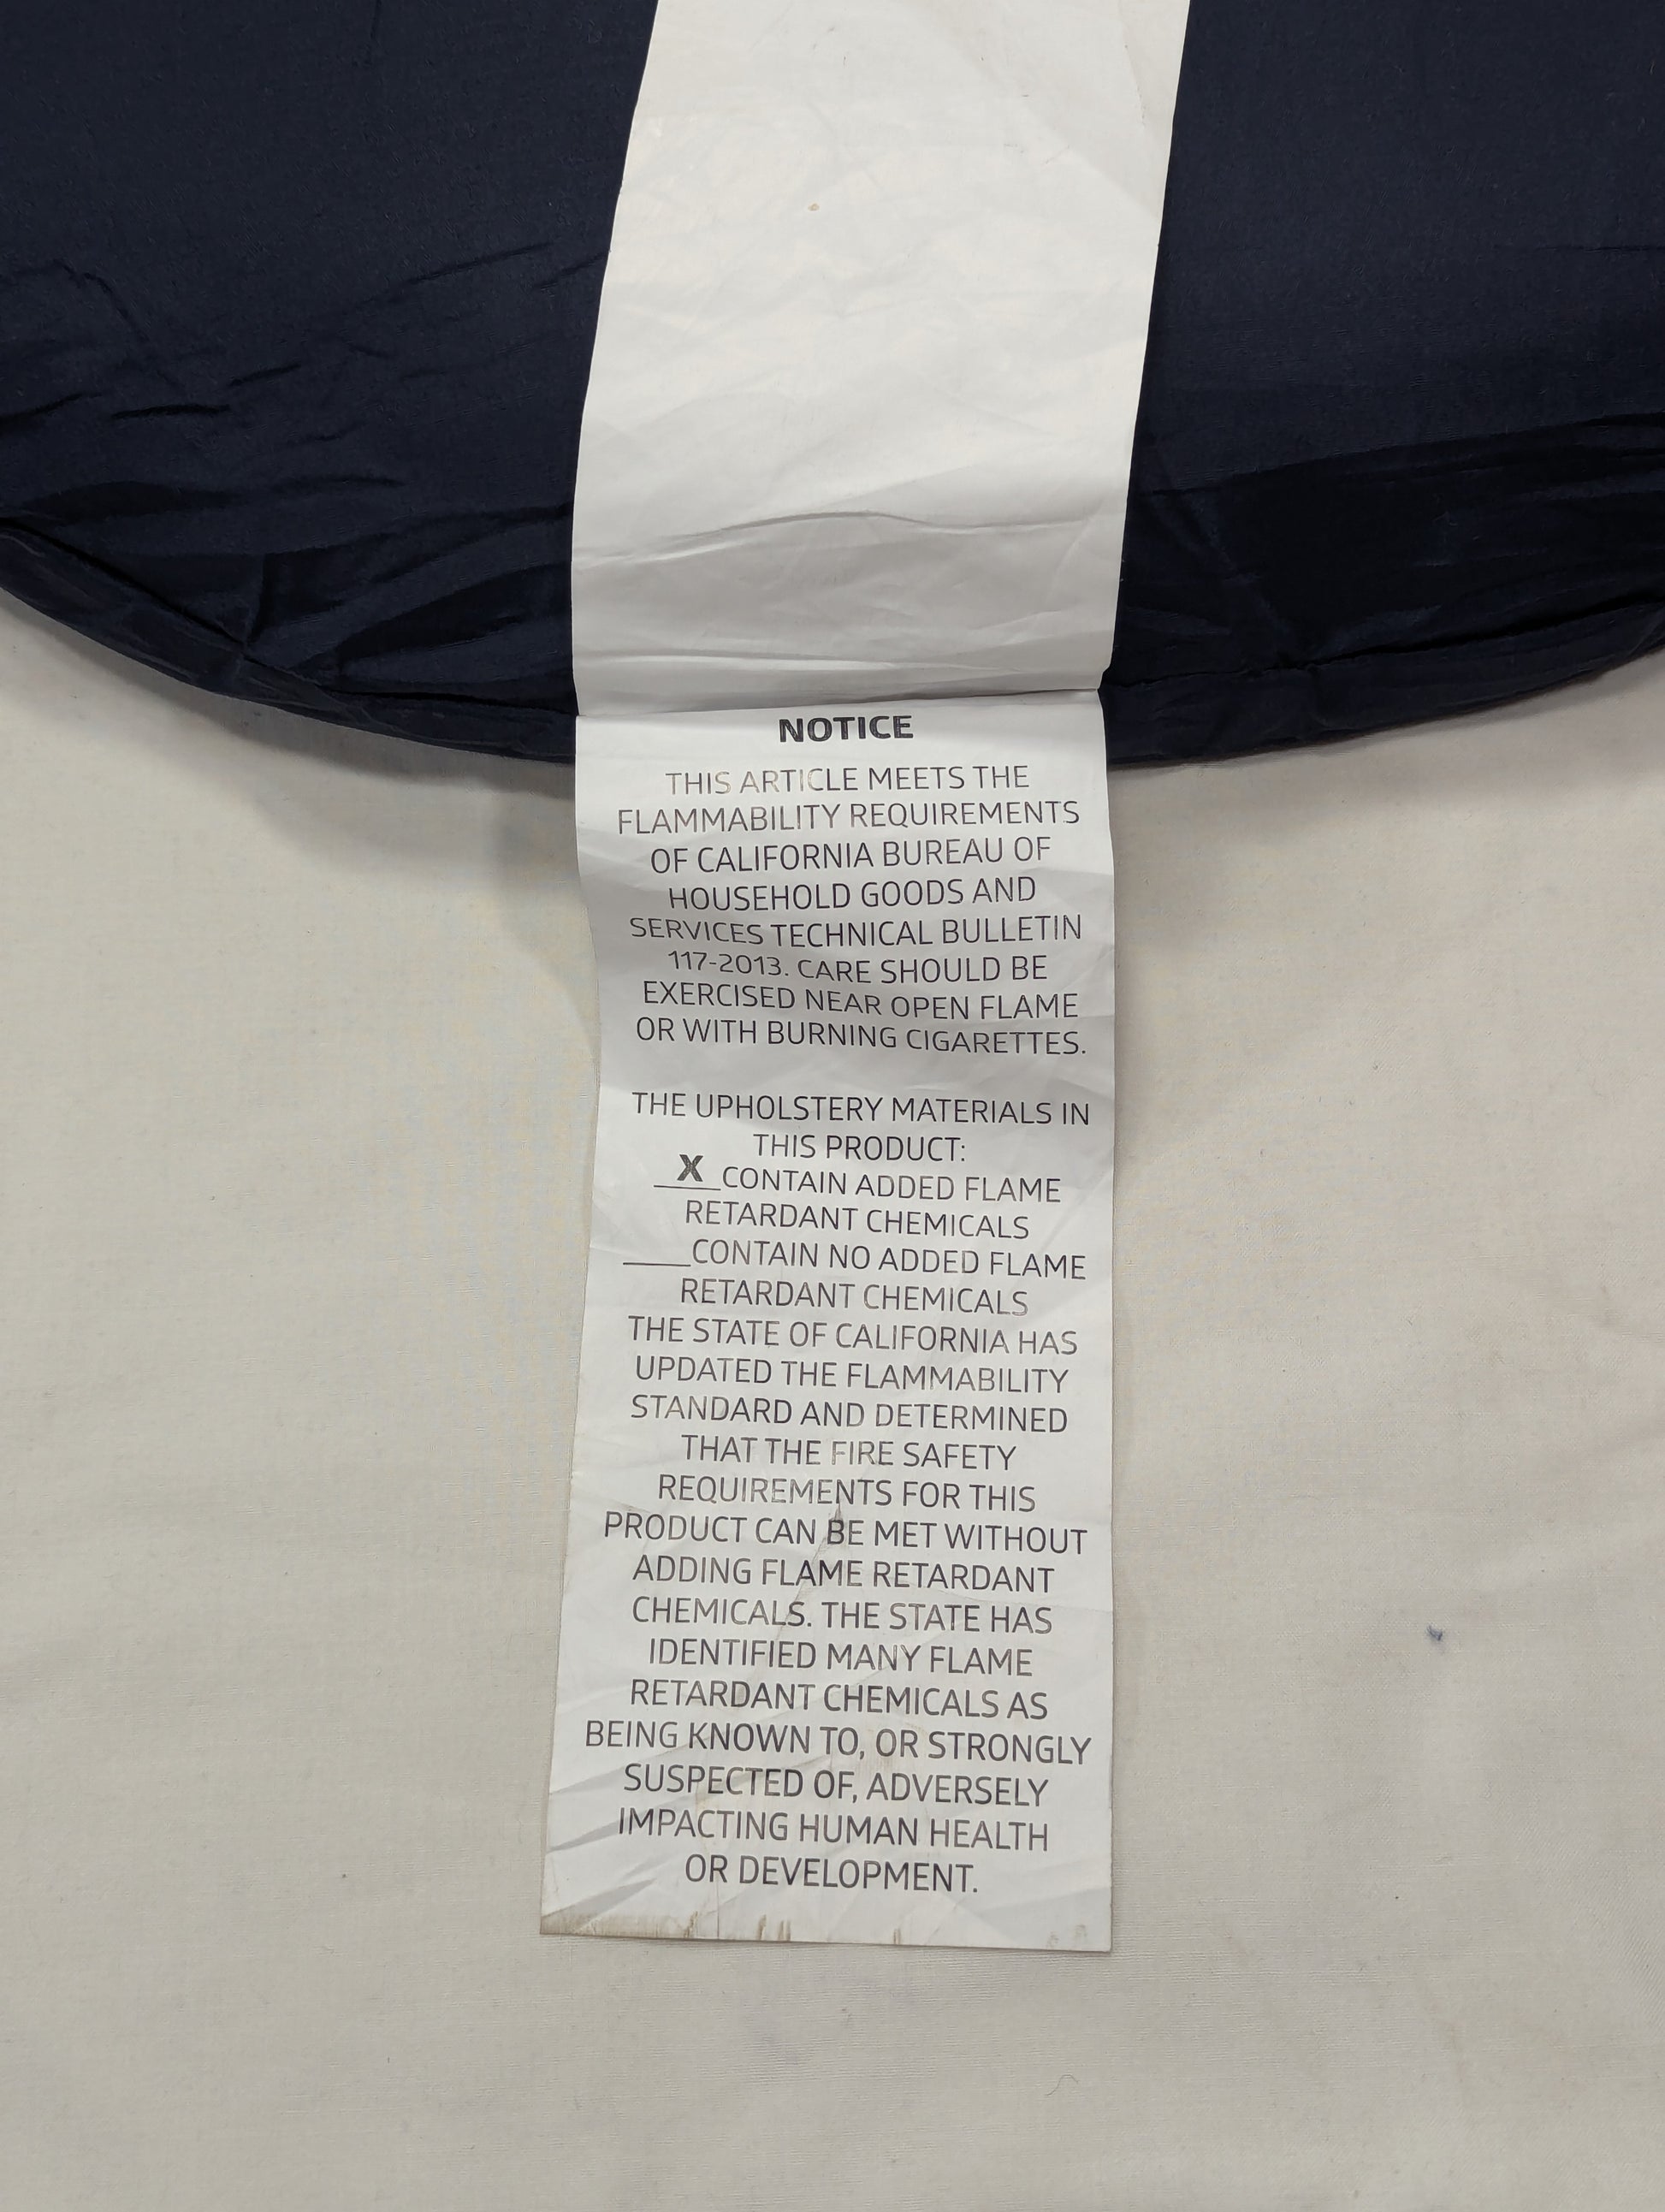 NOTICE
THIS ARTICLE MEETS THE
FLAMMABILITY REQUIREMENTS
OF CALIFORNIA BUREAU OF
HOUSEHOLD GOODS AND
SERVICES TECHNICAL BULLETIN
117-2013. CARE SHOULD BE
EXERCISED NEAR OPEN FLAME
OR WITH BURNING CIGARETTES.
THE UPHOLSTERY MATERIALS IN
THIS PRODUCT:
__X__CONTAIN ADDED FLAME
RETARDANT CHEMICALS
____CONTAIN NO ADDED FLAME
RETARDANT CHEMICALS
THE STATE OF CALIFORNIA HAS
UPDATED THE FLAMMABILITY
STANDARD AND DETERMINED
THAT THE FIRE SAFETY
REQUIREMENTS FOR THIS
PRODUCT CAN BE MET WITHOUT
ADDING FLAME RETARDANT
CHEMICALS. THE STATE HAS
IDENTIFIED MANY FLAME
RETARDANT CHEMICALS AS
BEING KNOWN TO, OR STRONGLY
SUSPECTED OF, ADVERSELY
IMPACTING HUMAN HEALTH
OR DEVELOPMENT.